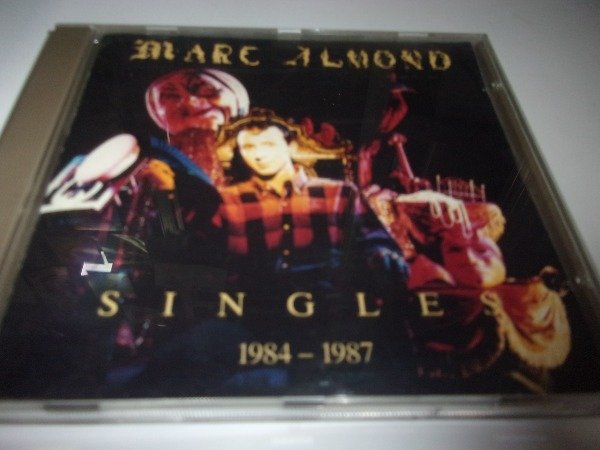 MARC ALMOND
SINGLES
1984 – 1987